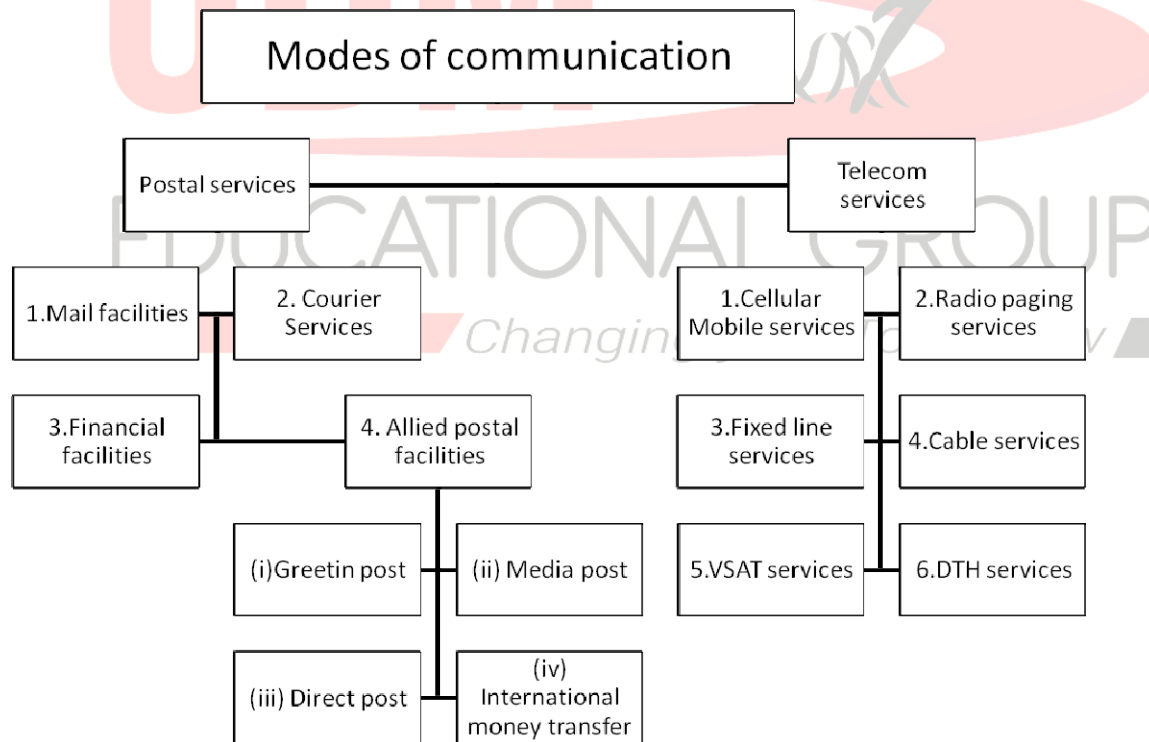 Modes of communication
Postal services
Telecom
services
1.Mail facilities
2. Courier
Services
3.Financial
facilities
4. Allied postal
facilities
(i)Greetin post
(ii) Media post
(iii) Direct post
(iv)
International
money transfer
1.Cellular
Mobile services
2.Radio paging
services
3.Fixed line
services
4.Cable services
5.VSAT services
6.DTH services
EDUCATIONAL GROUP
Changing